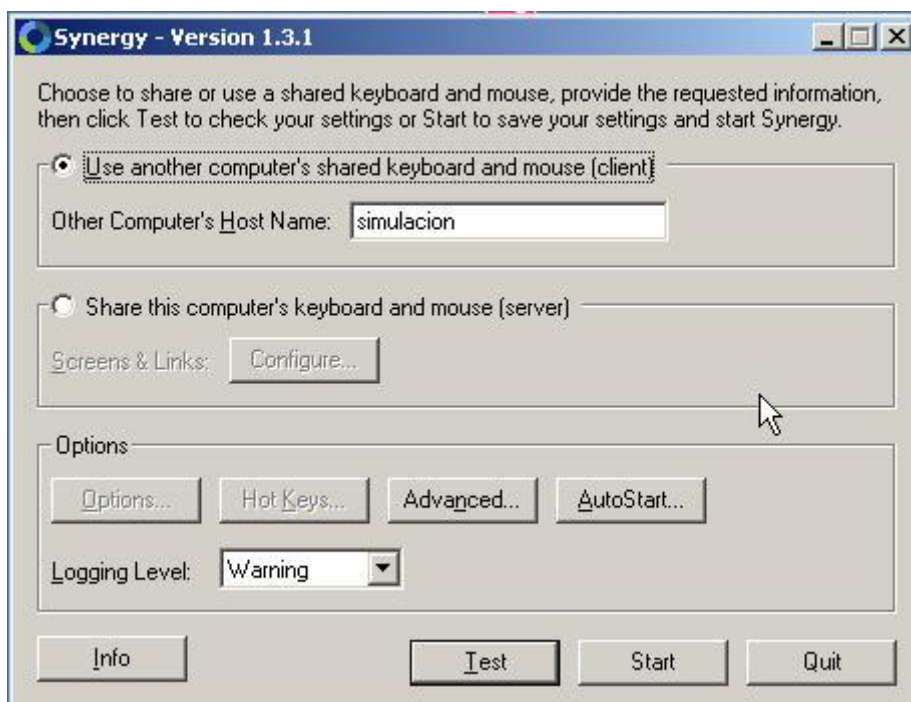 Synergy - Version 1.3.1
Choose to share or use a shared keyboard and mouse, provide the requested information,
then click Test to check your settings or Start to save your settings and start Synergy.
Use another computer's shared keyboard and mouse (client)
Other Computer's Host Name: simulacion
Share this computer's keyboard and mouse (server)
Screens & Links: Configure...
Options
Options... Hot Keys... Advanced... AutoStart...
Logging Level: Warning
Info Test Start Quit